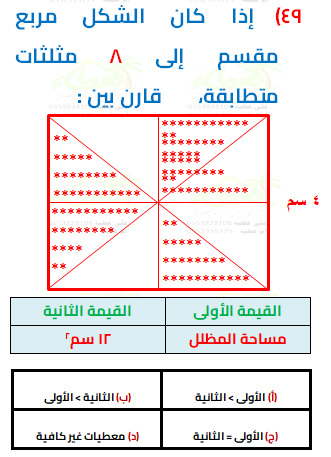 ٤٩) إذا كان الشكل مربع
مقسم إلى ٨ مثلثات
متطابقة، قارن بين :
٤ سم
القيمة الأولى
القيمة الثانية
مساحة المظلل
١٢ سم٢
(أ) الأولى > الثانية
(ب) الثانية > الأولى
(ج) الأولى = الثانية
(د) معطيات غير كافية